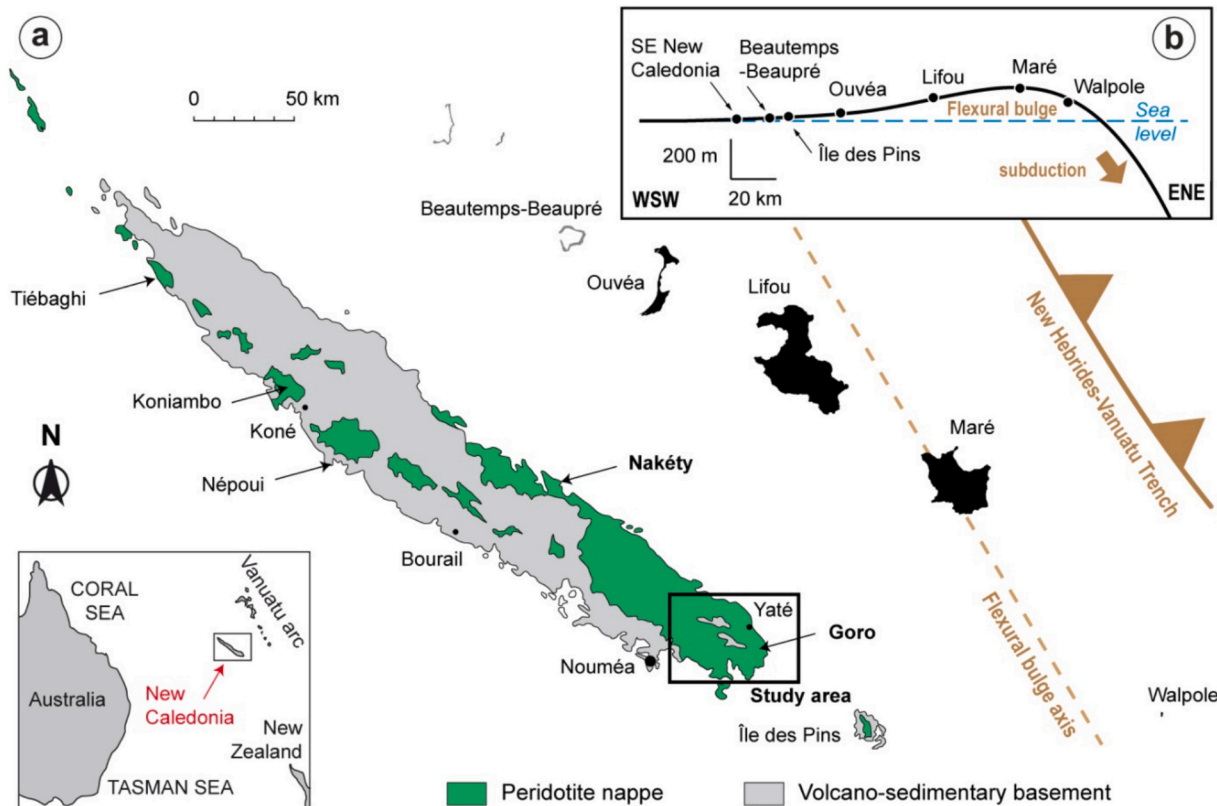 a
0 50 km
Beautemps-Beaupré
Tiébaghi
Ouvéa
Lifou
Koniambo
Koné
N
Népoui
Nakéty
Maré
Bourail
Yaté
Goro
Nouméa
Study area
Île des Pins
Walpole
New Hebrides-Vanuatu Trench
Flexural bulge axis
b
SE New
Caledonia
Beautemps
-Beaupré
Ouvéa
Lifou
Maré
Walpole
Flexural bulge
Sea
level
Île des Pins
200 m
20 km
subduction
WSW
ENE
CORAL
SEA
Vanuatu arc
Australia
New
Caledonia
New
Zealand
TASMAN SEA
Peridotite nappe
Volcano-sedimentary basement